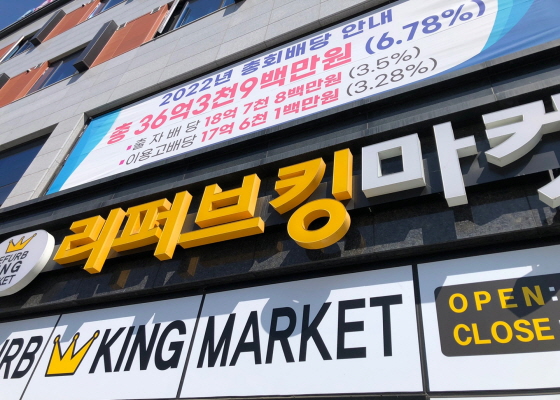 2022년 총회배당 안내
총 36억3천9백만원 (6.78%)
•출자배당 18억 7천 8백만원 (3.5%)
•이용고배당 17억 6천 1백만원 (3.28%)
리퍼브킹마켓
KING
MARKET
OPEN:
CLOSE